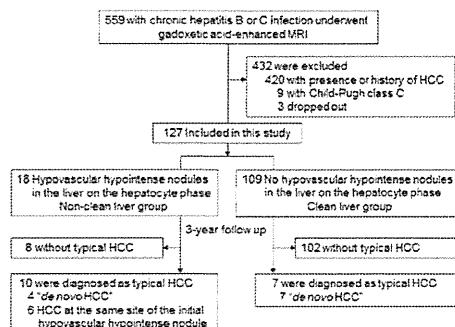 559 with chronic hepatitis B or C infection underwent
gadoxetic acid-enhanced MRI
432 were excluded
420 with presence or history of HCC
9 with Child-Pugh class C
3 dropped out
127 Included in this study
18 Hypovascular hypointense nodules
in the liver on the hepatocyte phase
Non-clean liver group
109 No hypovascular hypointense nodules
in the liver on the hepatocyte phase
Clean liver group
3-year follow up
8 without typical HCC
102 without typical HCC
10 were diagnosed as typical HCC
4 "de novo HCC"
6 HCC at the same site of the initial
hypovascular hypointense nodule
7 were diagnosed as typical HCC
7 "de novo HCC"